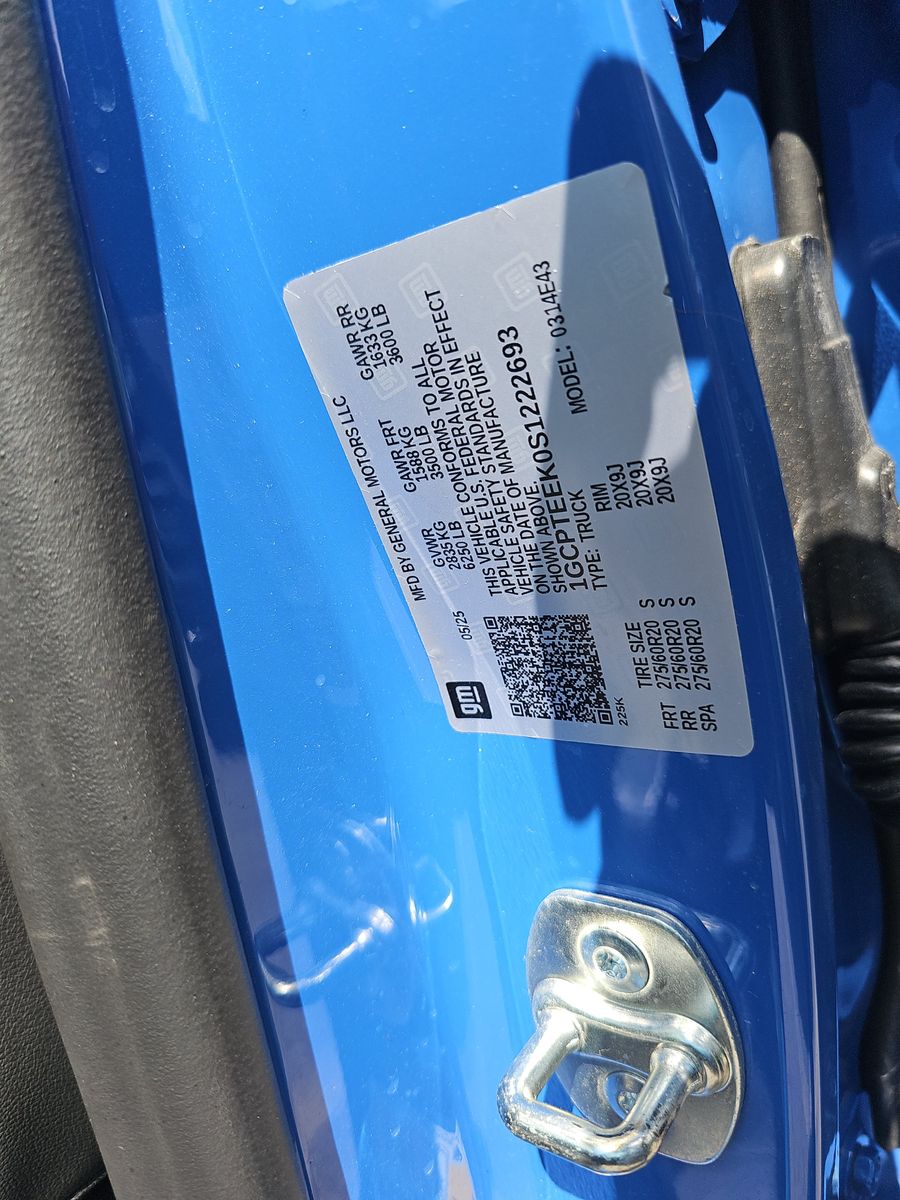 gm
MFD BY GENERAL MOTORS LLC
05/25
GVWR GAWR FRT GAWR RR
2835 KG 1588 KG 1633 KG
6250 LB 3500 LB 3600 LB
THIS VEHICLE CONFORMS TO ALL
APPLICABLE U.S. FEDERAL MOTOR
VEHICLE SAFETY STANDARDS IN EFFECT
ON THE DATE OF MANUFACTURE
SHOWN ABOVE.
1GCPTEEK0S1222693
TYPE: TRUCK MODEL: 0314E43
225K
TIRE SIZE RIM
FRT 275/60R20 S 20X9J
RR 275/60R20 S 20X9J
SPA 275/60R20 S 20X9J